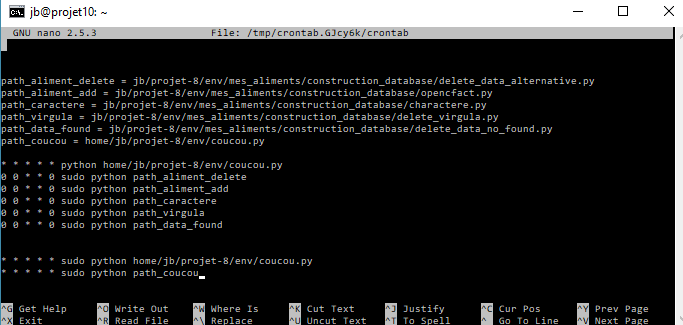 jb@projet10: ~
GNU nano 2.5.3 File: /tmp/crontab.GJcy6k/crontab
path_aliment_delete = jb/projet-8/env/mes_aliments/construction_database/delete_data_alternative.py
path_aliment_add = jb/projet-8/env/mes_aliments/construction_database/opencfact.py
path_caractere = jb/projet-8/env/mes_aliments/construction_database/charactere.py
path_virgula = jb/projet-8/env/mes_aliments/construction_database/delete_virgula.py
path_data_found = jb/projet-8/env/mes_aliments/construction_database/delete_data_no_found.py
path_coucou = home/jb/projet-8/env/coucou.py
* * * * * python home/jb/projet-8/env/coucou.py
0 0 * * 0 sudo python path_aliment_delete
0 0 * * 0 sudo python path_aliment_add
0 0 * * 0 sudo python path_caractere
0 0 * * 0 sudo python path_virgula
0 0 * * 0 sudo python path_data_found
* * * * * sudo python home/jb/projet-8/env/coucou.py
* * * * * sudo python path_coucou
^G Get Help ^O Write Out ^W Where Is ^K Cut Text ^J Justify ^C Cur Pos ^Y Prev Page
^X Exit ^R Read File ^\ Replace ^U Uncut Text ^T To Spell ^_ Go To Line ^V Next Page